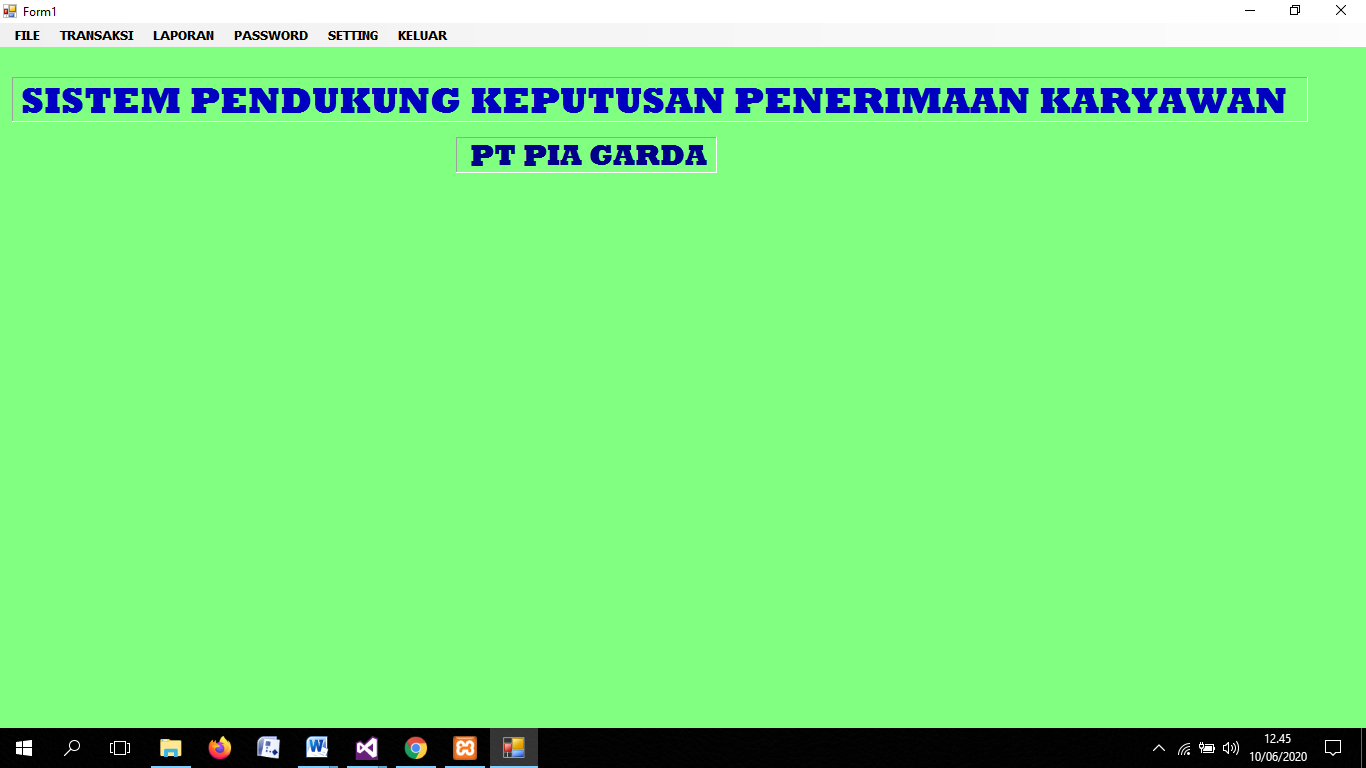 Form1
FILE TRANSAKSI LAPORAN PASSWORD SETTING KELUAR
SISTEM PENDUKUNG KEPUTUSAN PENERIMAAN KARYAWAN
PT PIA GARDA
12.45
10/06/2020